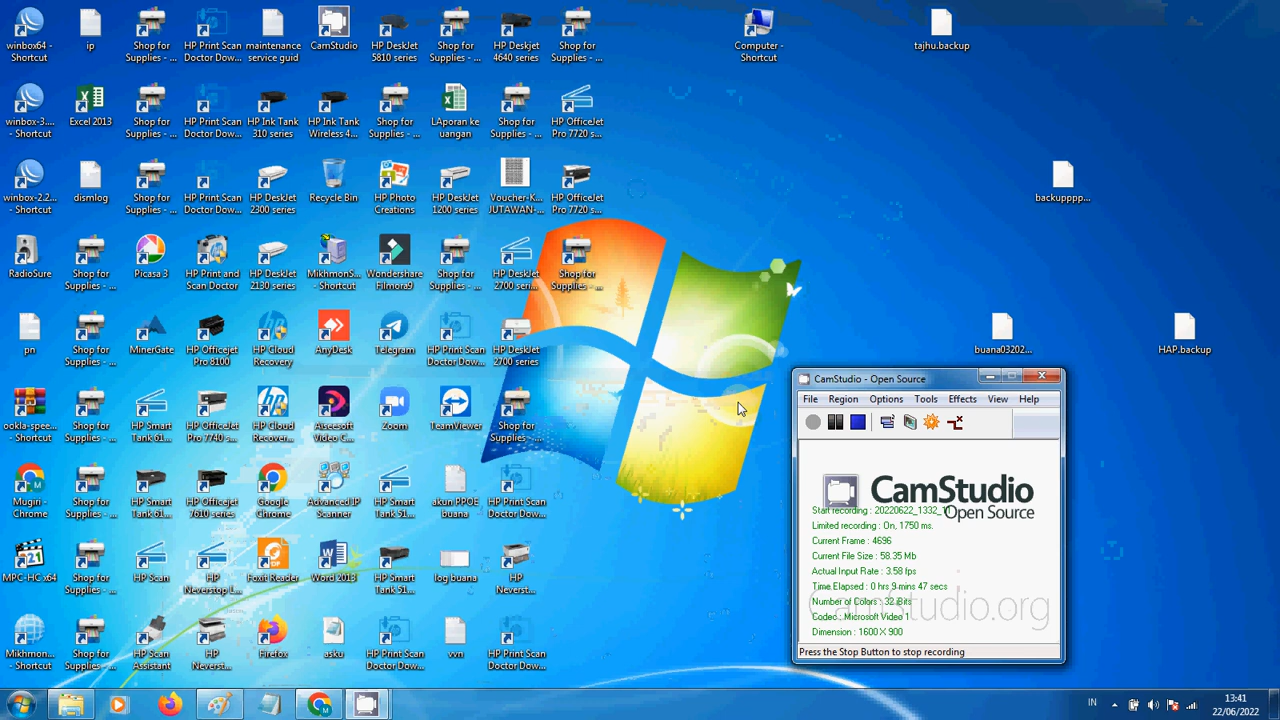 winbox64 -
Shortcut
ip
Shop for
Supplies - ...
HP Print Scan
Doctor Dow...
maintenance
service guid
CamStudio
HP DeskJet
5810 series
Shop for
Supplies - ...
HP Deskjet
4640 series
Shop for
Supplies - ...
Computer -
Shortcut
tajhu.backup
winbox-3....
- Shortcut
Excel 2013
Shop for
Supplies - ...
HP Print Scan
Doctor Dow...
HP Ink Tank
310 series
HP Ink Tank
Wireless 4...
Shop for
Supplies - ...
LAporan ke
uangan
Shop for
Supplies - ...
HP OfficeJet
Pro 7720 s...
winbox-2.2...
- Shortcut
dismlog
Shop for
Supplies - ...
HP Print Scan
Doctor Dow...
HP DeskJet
2300 series
Recycle Bin
HP Photo
Creations
HP DeskJet
1200 series
Voucher-K...
JUTAWAN-...
HP OfficeJet
Pro 7720 s...
backupppp...
RadioSure
Shop for
Supplies - ...
Picasa 3
HP Print and
Scan Doctor
HP DeskJet
2130 series
MikhmonS...
- Shortcut
Wondershare
Filmora9
Shop for
Supplies - ...
HP DeskJet
2700 series
Shop for
Supplies - ...
pn
Shop for
Supplies - ...
MinerGate
HP Officejet
Pro 8100
HP Cloud
Recovery
AnyDesk
Telegram
HP Print Scan
Doctor Dow...
HP DeskJet
2700 series
buana03202...
HAP.backup
ookla-spee...
- Shortcut
Shop for
Supplies - ...
HP Smart
Tank 61...
HP OfficeJet
Pro 7740 s...
HP Cloud
Recover...
Aseesoft
Video C...
Zoom
TeamViewer
Shop for
Supplies - ...
Mugiri -
Chrome
Shop for
Supplies - ...
HP Smart
Tank 61...
HP Officejet
7610 series
Google
Chrome
Advanced IP
Scanner
HP Smart
Tank 51...
akun PPOE
buana
HP Print Scan
Doctor Dow...
MPC-HC x64
Shop for
Supplies - ...
HP Scan
HP
Neverstop L...
Foxit Reader
Word 2013
HP Smart
Tank 51...
log buana
HP
Neverst...
Mikhmon...
- Shortcut
Shop for
Supplies - ...
HP Scan
Assistant
HP
Neverst...
Firefox
asku
HP Print Scan
Doctor Dow...
vvn
HP Print Scan
Doctor Dow...
CamStudio - Open Source
File Region Options Tools Effects View Help
CamStudio
Open Source
Start recording : 20220622_1332_11
Limited recording : On, 1750 ms.
Current Frame : 4696
Current File Size : 58.35 Mb
Actual Input Rate : 3.58 fps
Time Elapsed : 0 hrs 9 mins 47 secs
Number of Colors : 32 Bits
CamStudio.org
Codec : Microsoft Video 1
Dimension : 1600 X 900
Press the Stop Button to stop recording
IN
13:41
22/06/2022